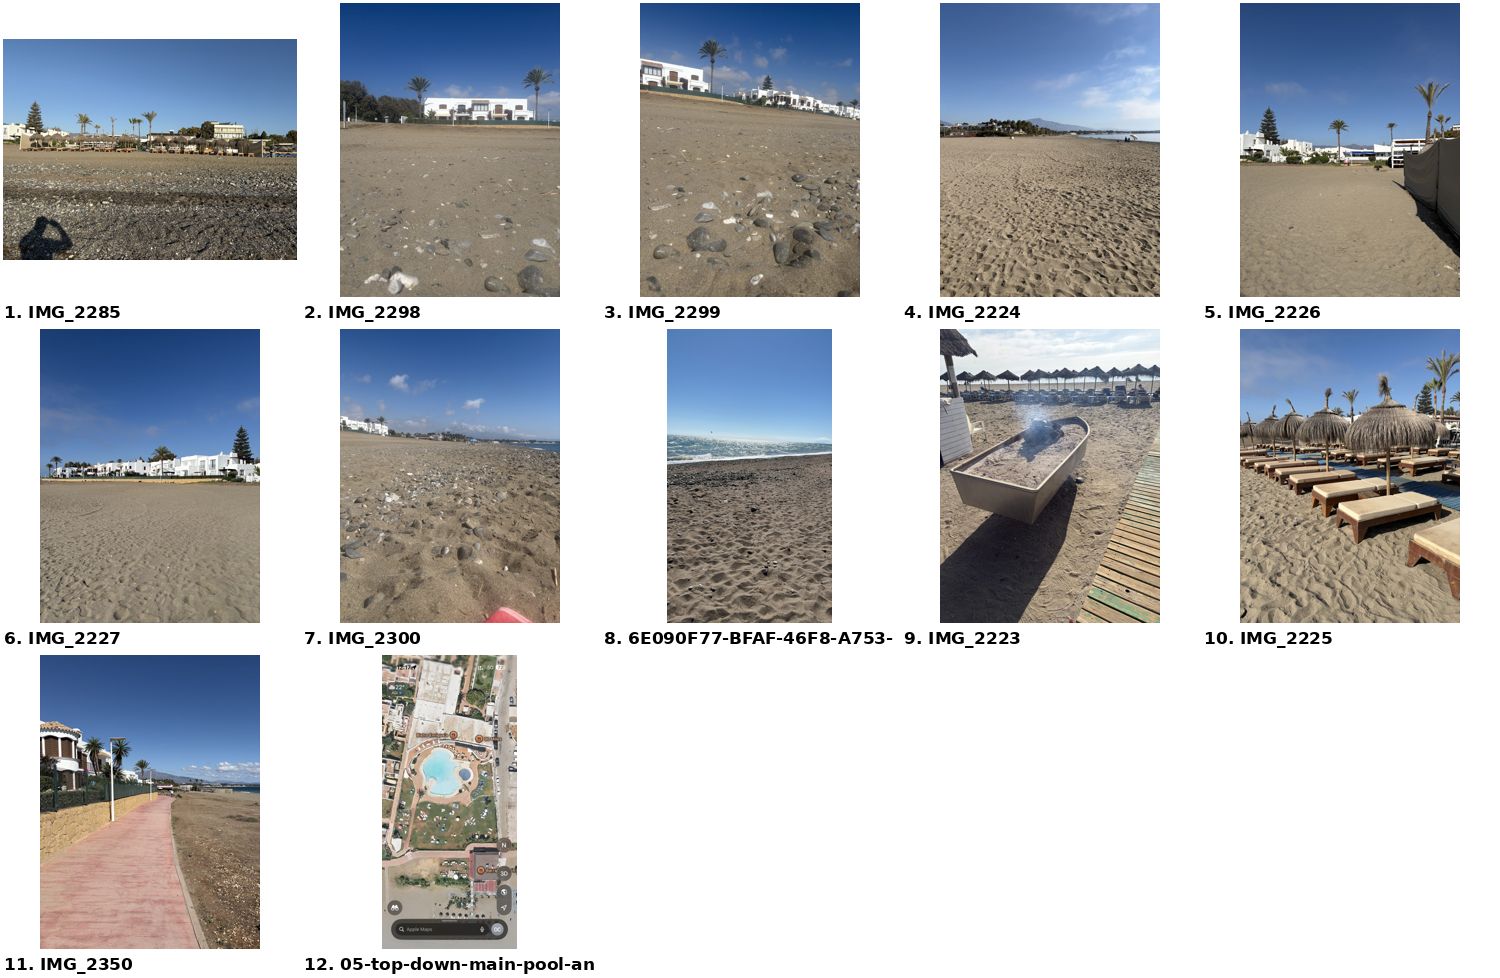 1. IMG_2285
2. IMG_2298
3. IMG_2299
4. IMG_2224
5. IMG_2226
6. IMG_2227
7. IMG_2300
8. 6E090F77-BFAF-46F8-A753-
9. IMG_2223
10. IMG_2225
Apple Maps
11. IMG_2350
12. 05-top-down-main-pool-an